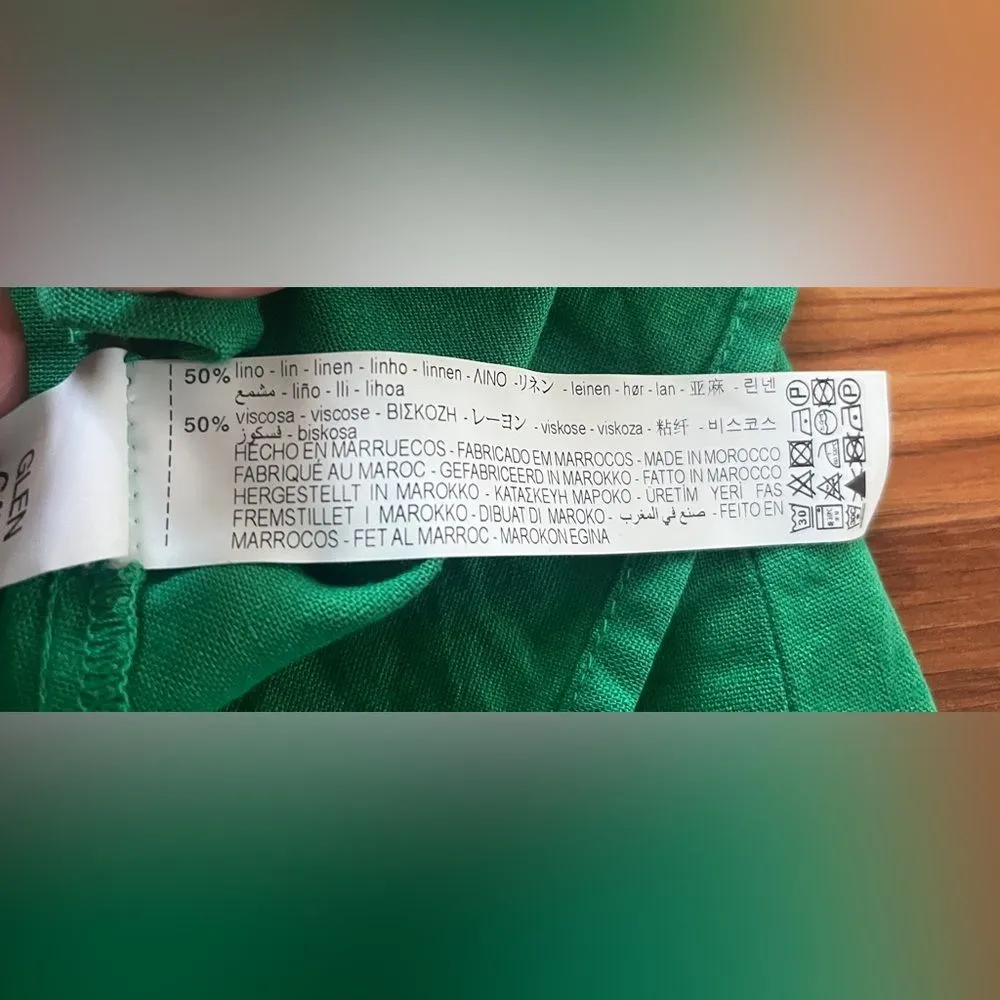 50% lino - lin - linen - linho - linnen - ΛΙΝΟ -リネン - leinen - hør - lan - 亚麻 - 린넨
مشمع - liño - lli - lihoa
50% viscosa - viscose - ΒΙΣΚΟΖΗ - レーヨン - viskose - viskoza - 粘纤 - 비스코스
فسكوز - biskosa
HECHO EN MARRUECOS - FABRICADO EM MARROCOS - MADE IN MOROCCO
FABRIQUÉ AU MAROC - GEFABRICEERD IN MAROKKO - FATTO IN MAROCCO
HERGESTELLT IN MAROKKO - ΚΑΤΑΣΚΕΥΗ ΜΑΡΟΚΟ - ÜRETİM YERİ FAS
FREMSTILLET I MAROKKO - DIBUAT DI MAROKO - صنع في المغرب - FEITO EN
MARROCOS - FET AL MARROC - MAROKON EGINA
GLEN